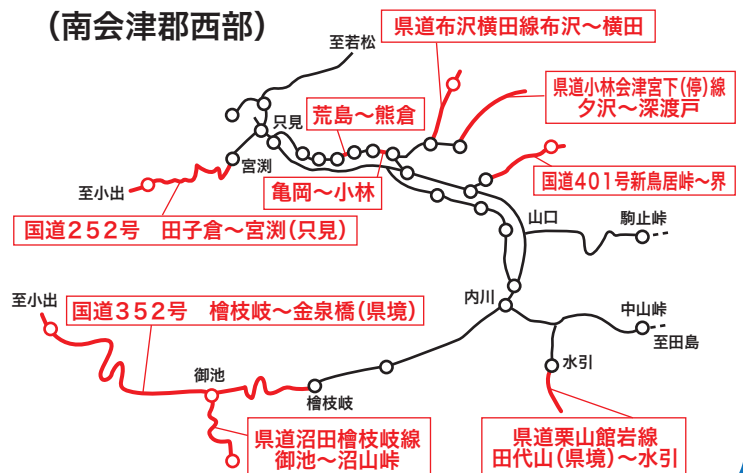 (南会津郡西部)
県道布沢横田線布沢～横田
至若松
県道小林会津宮下(停)線
夕沢～深渡戸
荒島～熊倉
只見
宮渕
亀岡～小林
国道401号新鳥居峠～界
至小出
国道252号　田子倉～宮渕(只見)
山口
駒止峠
至小出
国道352号　檜枝岐～金泉橋(県境)
内川
中山峠
至田島
御池
水引
檜枝岐
県道沼田檜枝岐線
御池～沼山峠
県道栗山館岩線
田代山(県境)～水引